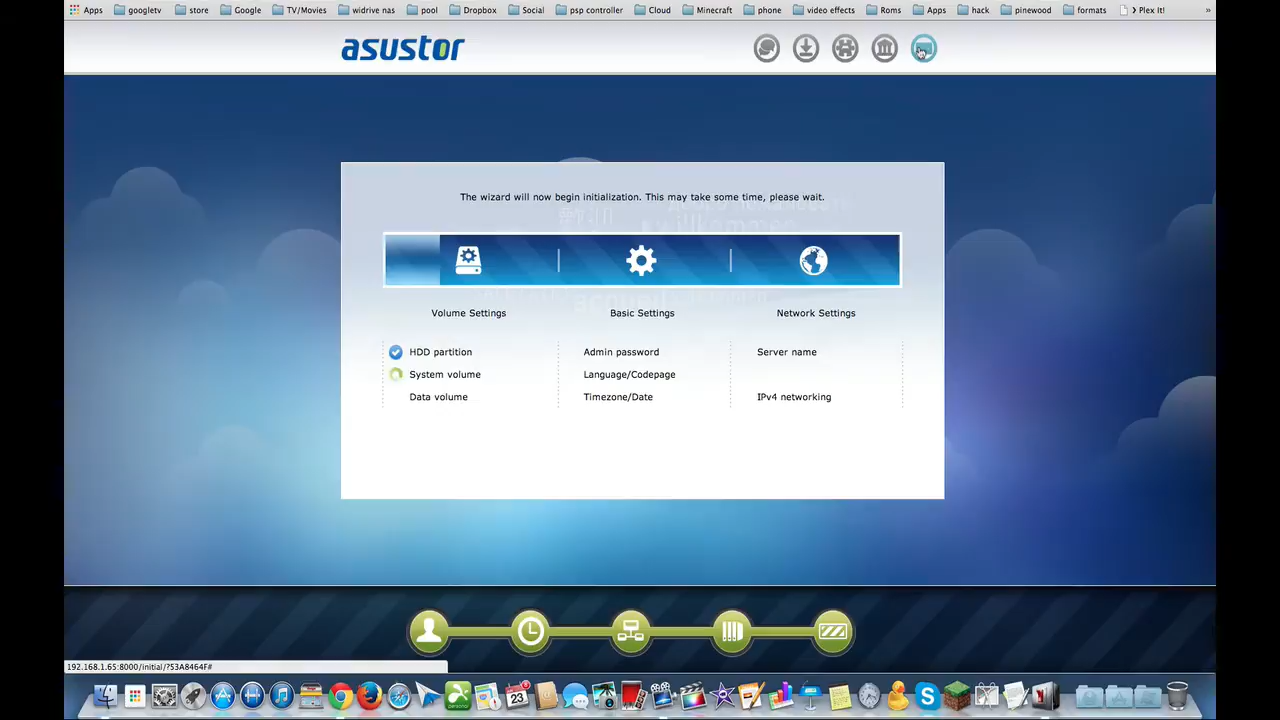 Apps googletv store Google TV/Movies widrive nas pool Dropbox Social psp controller Cloud Minecraft phone video effects Roms Apps hack pinewood formats > Plex it! »
asustor
The wizard will now begin initialization. This may take some time, please wait.
Volume Settings Basic Settings Network Settings
HDD partition Admin password Server name
System volume Language/Codepage
Data volume Timezone/Date IPv4 networking
192.168.1.65:8000/initial/?53A8464F#
23